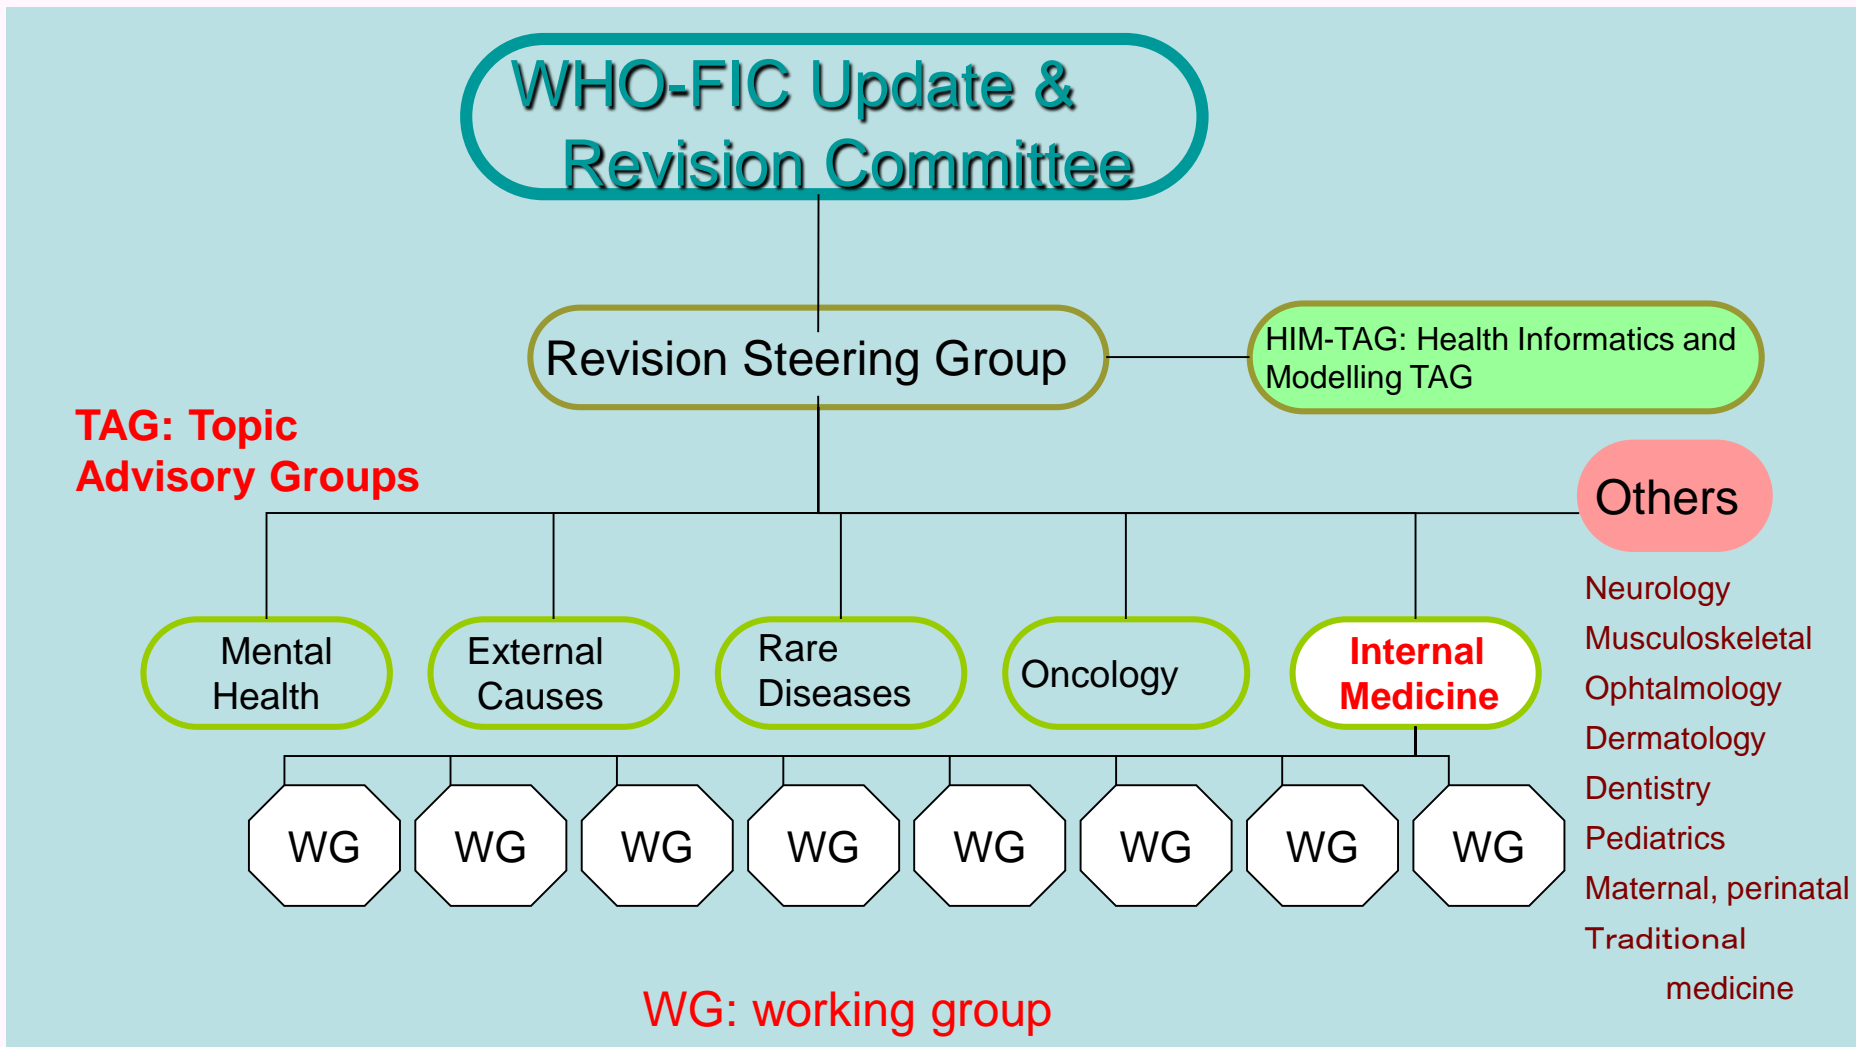 WHO-FIC Update &
Revision Committee
Revision Steering Group
HIM-TAG: Health Informatics and
Modelling TAG
TAG: Topic
Advisory Groups
Others
Mental
Health
External
Causes
Rare
Diseases
Oncology
Internal
Medicine
Neurology
Musculoskeletal
Ophtalmology
Dermatology
Dentistry
Pediatrics
Maternal, perinatal
Traditional
medicine
WG
WG
WG
WG
WG
WG
WG
WG
WG: working group